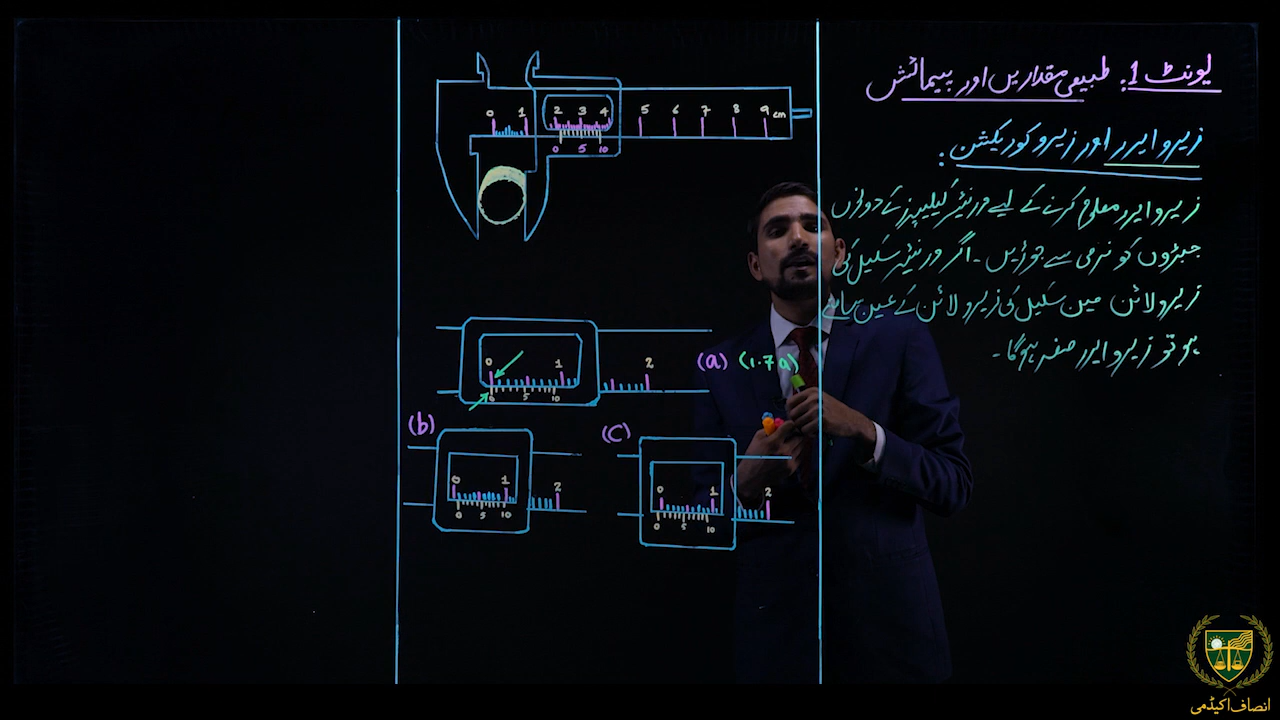 یونٹ 1: طبیعی مقداریں اور پیمائش
زیرو ایرر اور زیرو کوریکشن :
زیرو ایرر معلوم کرنے کے لیے ورنئیر کیلیپرز کے دونوں
جبڑوں کو نرمی سے جوڑیں ۔ اگر ورنئیر سکیل کی
زیرو لائن مین سکیل کی زیرو لائن کے عین سامنے
ہو تو زیرو ایرر صفر ہوگا۔
0 1 2 3 4 5 6 7 8 9 cm
0 5 10
0 1 2
0 5 10
(a) (1.7a)
(b)
0 1 2
0 5 10
(C)
0 1 2
0 5 10
انصاف اکیڈمی